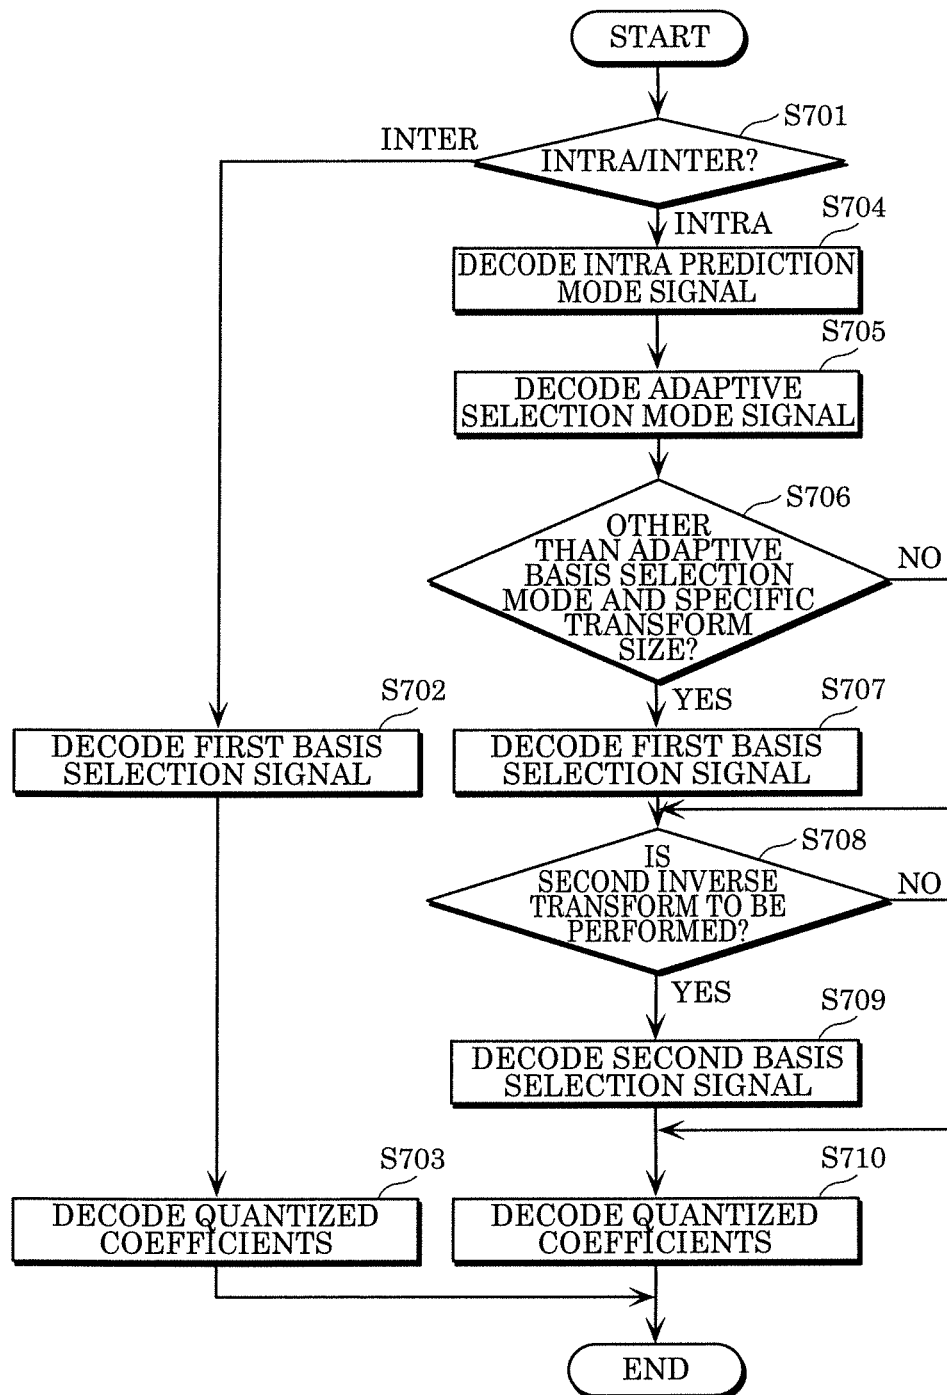 START
S701
INTER
INTRA/INTER?
INTRA
S704
DECODE INTRA PREDICTION
MODE SIGNAL
S705
DECODE ADAPTIVE
SELECTION MODE SIGNAL
S706
OTHER
THAN ADAPTIVE
BASIS SELECTION
MODE AND SPECIFIC
TRANSFORM
SIZE?
NO
YES
S702
DECODE FIRST BASIS
SELECTION SIGNAL
S707
DECODE FIRST BASIS
SELECTION SIGNAL
S708
IS
SECOND INVERSE
TRANSFORM TO BE
PERFORMED?
NO
YES
S709
DECODE SECOND BASIS
SELECTION SIGNAL
S703
DECODE QUANTIZED
COEFFICIENTS
S710
DECODE QUANTIZED
COEFFICIENTS
END